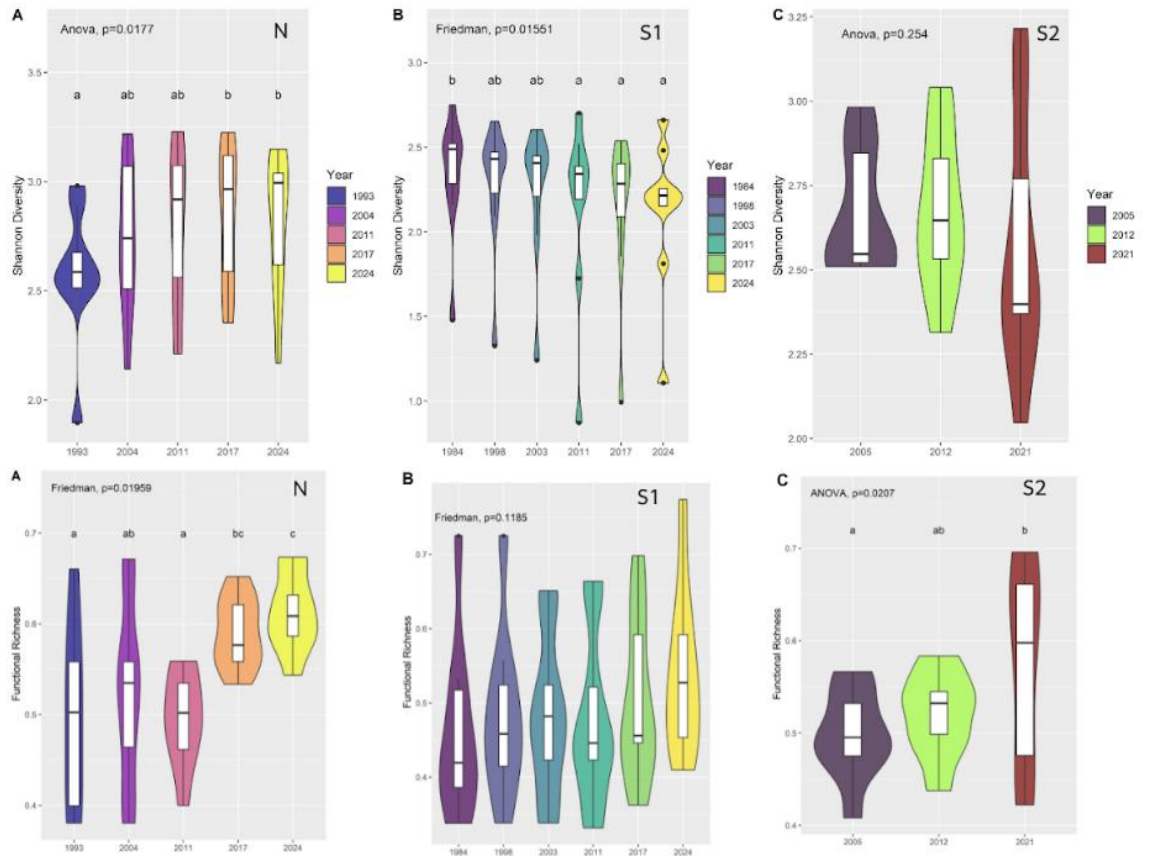 A
Anova, p=0.0177
N
3.5
3.0
2.5
2.0
Shannon Diversity
a ab ab b b
1993 2004 2011 2017 2024
Year
1993
2004
2011
2017
2024
B
Friedman, p=0.01551
S1
3.0
2.5
2.0
1.5
1.0
Shannon Diversity
b ab ab a a a
1984 1998 2003 2011 2017 2024
Year
1984
1998
2003
2011
2017
2024
C
Anova, p=0.254
S2
3.25
3.00
2.75
2.50
2.25
2.00
Shannon Diversity
2005 2012 2021
Year
2005
2012
2021
A
Friedman, p=0.01959
N
0.7
0.6
0.5
0.4
Functional Richness
a ab a bc c
1993 2004 2011 2017 2024
B
Friedman, p=0.1185
S1
0.7
0.6
0.5
0.4
Functional Richness
1984 1998 2003 2011 2017 2024
C
ANOVA, p=0.0207
S2
0.7
0.6
0.5
0.4
Functional Richness
a ab b
2005 2012 2021